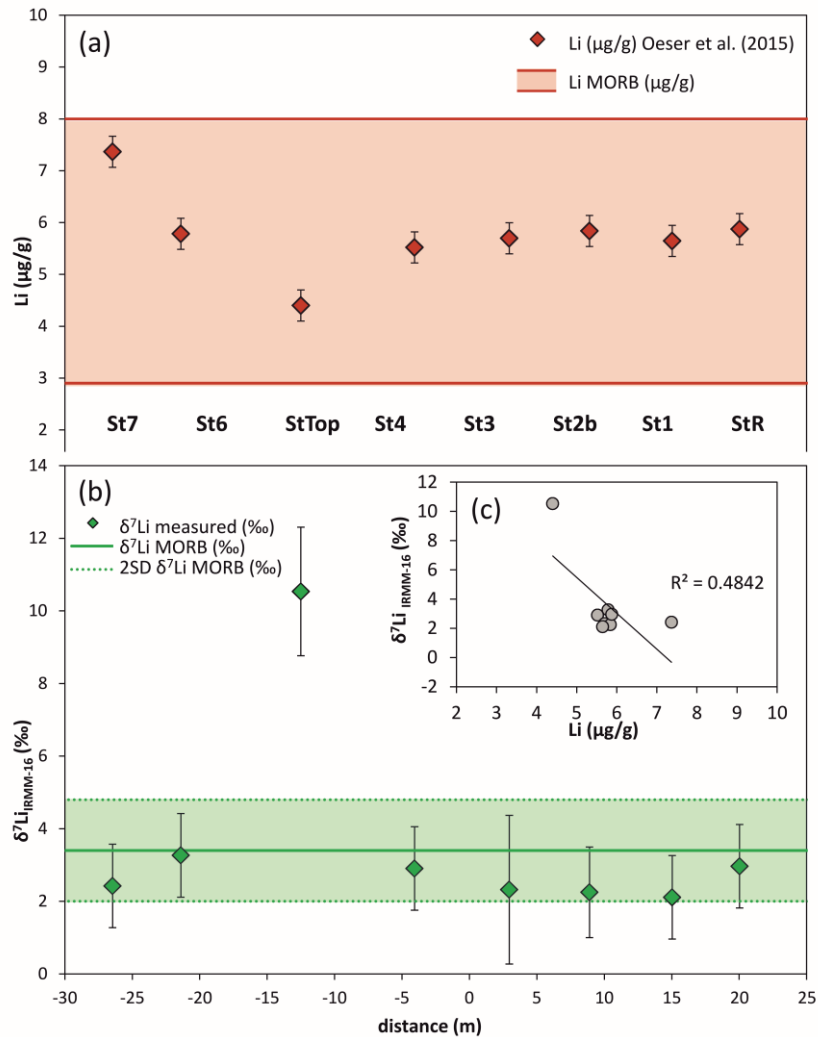 (a)
Li (µg/g) Oeser et al. (2015)
Li MORB (µg/g)
10
9
8
7
6
5
4
3
2
Li (µg/g)
St7 St6 StTop St4 St3 St2b St1 StR
(b)
δ⁷Li measured (‰)
δ⁷Li MORB (‰)
2SD δ⁷Li MORB (‰)
14
12
10
8
6
4
2
0
δ⁷Li_IRMM-16 (‰)
(c)
R² = 0.4842
12
10
8
6
4
2
0
-2
δ⁷Li IRMM-16 (‰)
2 3 4 5 6 7 8 9 10
Li (µg/g)
-30 -25 -20 -15 -10 -5 0 5 10 15 20 25
distance (m)